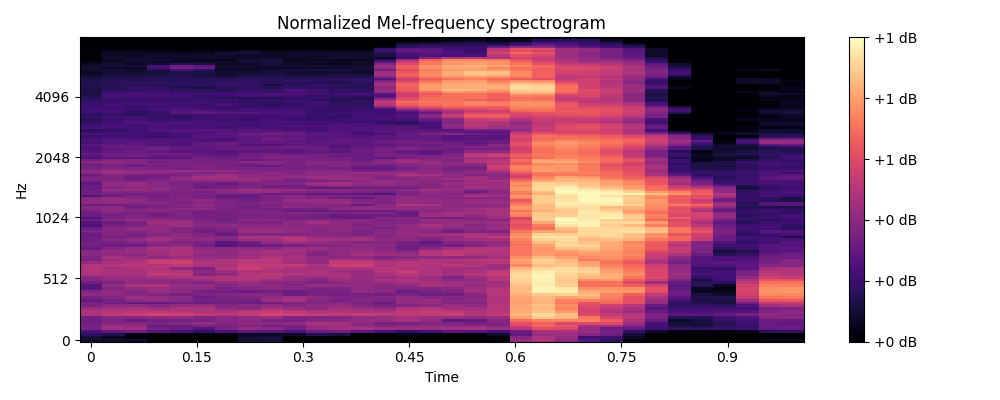 Normalized Mel-frequency spectrogram
Hz
4096
2048
1024
512
0
0 0.15 0.3 0.45 0.6 0.75 0.9
Time
+1 dB
+1 dB
+1 dB
+0 dB
+0 dB
+0 dB